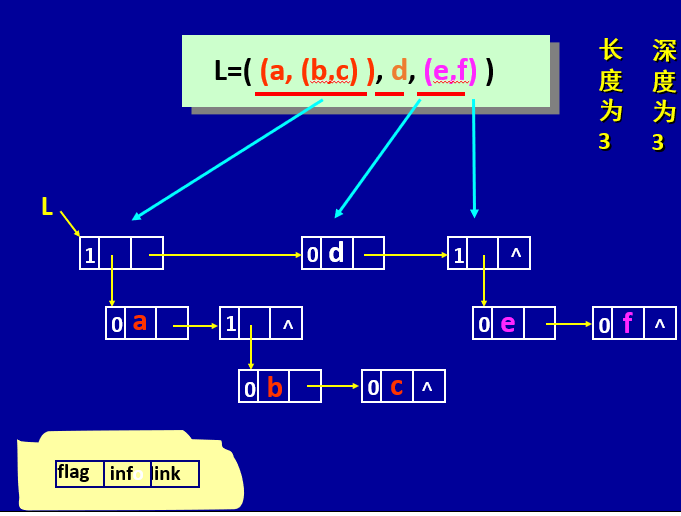 L=( (a, (b,c) ), d, (e,f) )
长度为3
深度为3
L
1
0 d
1 ^
0 a
1 ^
0 e
0 f ^
0 b
0 c ^
flag inf link